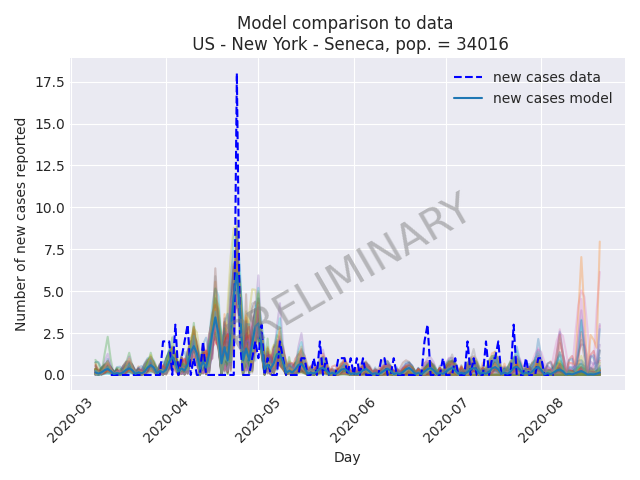 Model comparison to data
US - New York - Seneca, pop. = 34016
new cases data
new cases model
Number of new cases reported
17.5
15.0
12.5
10.0
7.5
5.0
2.5
0.0
PRELIMINARY
2020-03
2020-04
2020-05
2020-06
2020-07
2020-08
Day